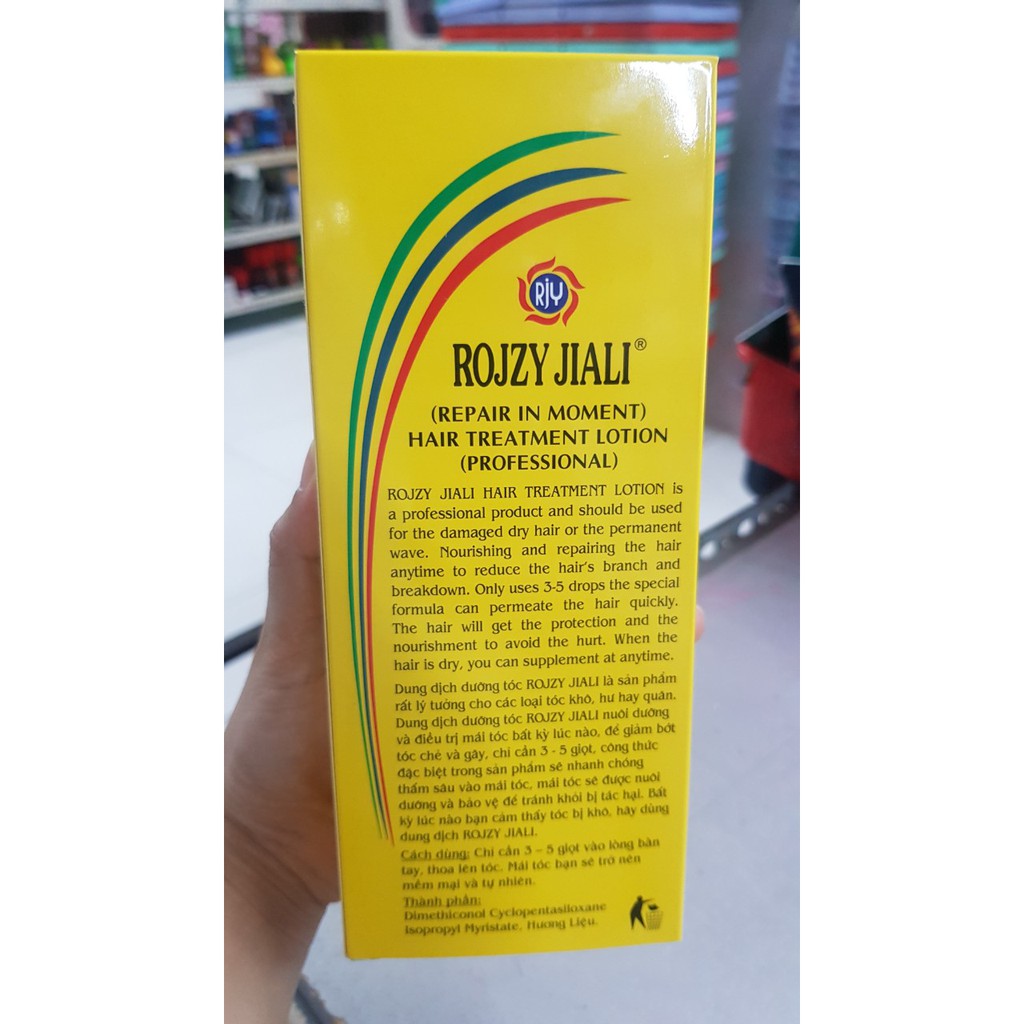 RJY
ROJZY JIALI®
(REPAIR IN MOMENT)
HAIR TREATMENT LOTION
(PROFESSIONAL)
ROJZY JIALI HAIR TREATMENT LOTION is
a professional product and should be used
for the damaged dry hair or the permanent
wave. Nourishing and repairing the hair
anytime to reduce the hair's branch and
breakdown. Only uses 3-5 drops the special
formula can permeate the hair quickly.
The hair will get the protection and the
nourishment to avoid the hurt. When the
hair is dry, you can supplement at anytime.
Dung dịch dưỡng tóc ROJZY JIALI là sản phẩm
rất lý tưởng cho các loại tóc khô, hư hay quăn.
Dung dịch dưỡng tóc ROJZY JIALI nuôi dưỡng
và điều trị mái tóc bất kỳ lúc nào, để giảm bớt
tóc chẻ và gãy, chỉ cần 3 - 5 giọt, công thức
đặc biệt trong sản phẩm sẽ nhanh chóng
thấm sâu vào mái tóc, mái tóc sẽ được nuôi
dưỡng và bảo vệ để tránh khỏi bị tác hại. Bất
kỳ lúc nào bạn cảm thấy tóc bị khô, hãy dùng
dung dịch ROJZY JIALI.
Cách dùng: Chỉ cần 3 – 5 giọt vào lòng bàn
tay, thoa lên tóc. Mái tóc bạn sẽ trở nên
mềm mại và tự nhiên.
Thành phần:
Dimethiconol Cyclopentasiloxane
Isopropyl Myristate, Hương Liệu.